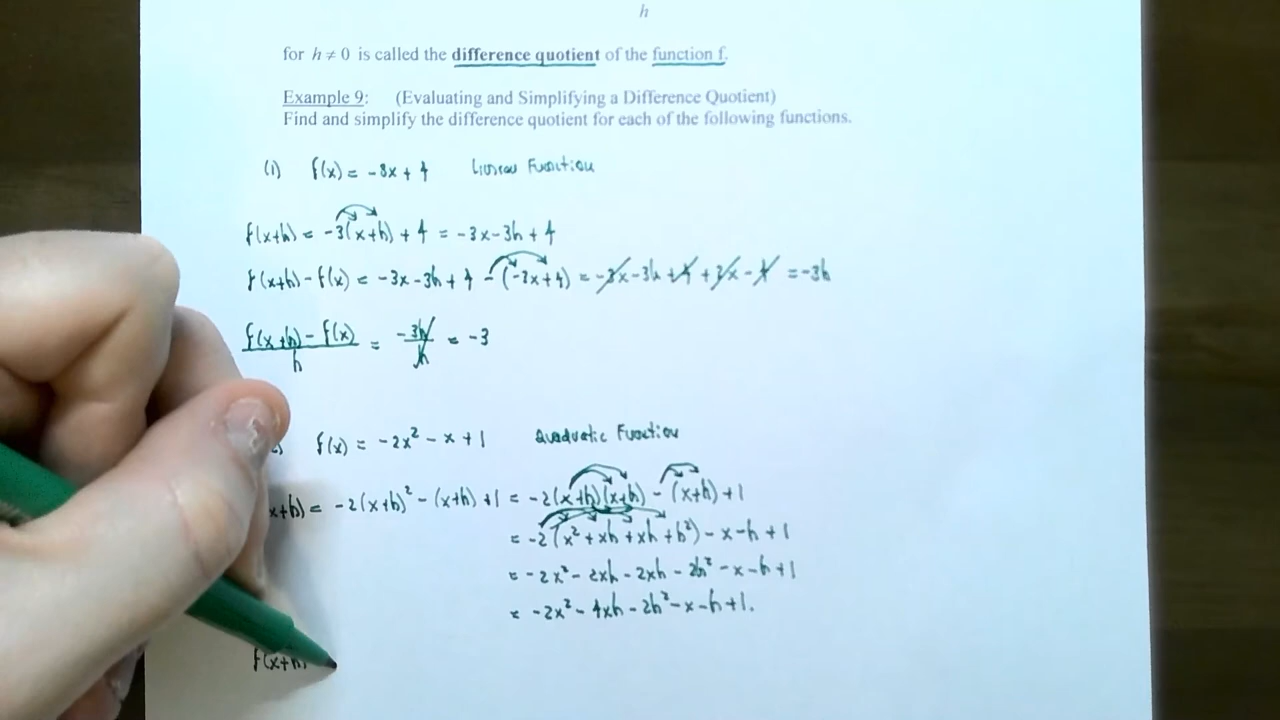 h
for h ≠ 0 is called the difference quotient of the function f.
Example 9: (Evaluating and Simplifying a Difference Quotient)
Find and simplify the difference quotient for each of the following functions.
(1) f(x) = -3x + 4 Linear Function
f(x+h) = -3(x+h) + 4 = -3x-3h + 4
f(x+h) - f(x) = -3x-3h + 4 - (-3x+4) = -3x-3h+4+3x-4 = -3h
f(x+h) - f(x) / h = -3h / h = -3
) f(x) = -2x² - x + 1 Quadratic Function
x+h) = -2(x+h)² - (x+h) + 1 = -2(x+h)(x+h) - (x+h) + 1
= -2(x² + xh + xh + h²) - x - h + 1
= -2x² - 2xh - 2xh - 2h² - x - h + 1
= -2x² - 4xh - 2h² - x - h + 1.
f(x+h)